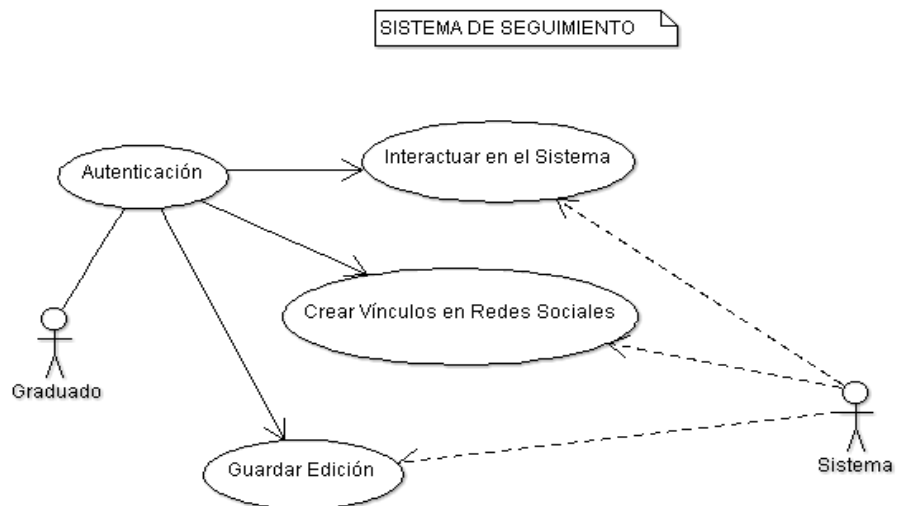 SISTEMA DE SEGUIMIENTO
Interactuar en el Sistema
Autenticación
Crear Vínculos en Redes Sociales
Graduado
Guardar Edición
Sistema